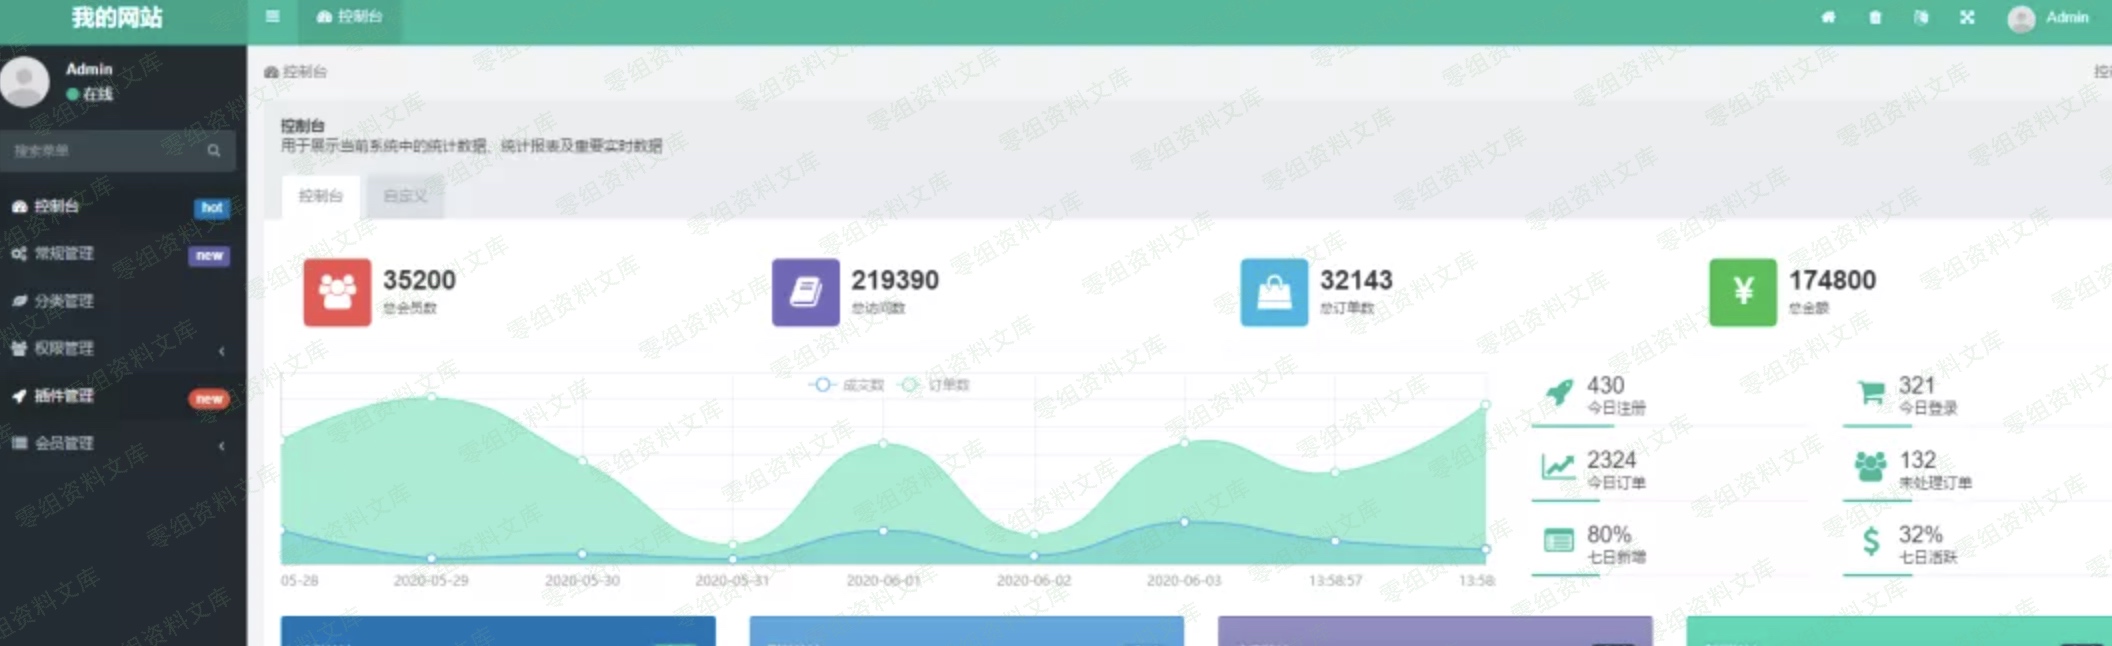 我的网站
控制台
Admin
Admin
在线
控制台
搜索菜单
控制台
用于展示当前系统中的统计数据、统计报表及重要实时数据
控制台
自定义
控制台
hot
常规管理
new
分类管理
权限管理
插件管理
new
会员管理
35200
总会员数
219390
总访问数
32143
总订单数
174800
总金额
成交数
订单数
05-28
2020-05-29
2020-05-30
2020-05-31
2020-06-01
2020-06-02
2020-06-03
13:58:57
13:58:
430
今日注册
321
今日登录
2324
今日订单
132
未处理订单
80%
七日新增
32%
七日活跃
零组资料文库